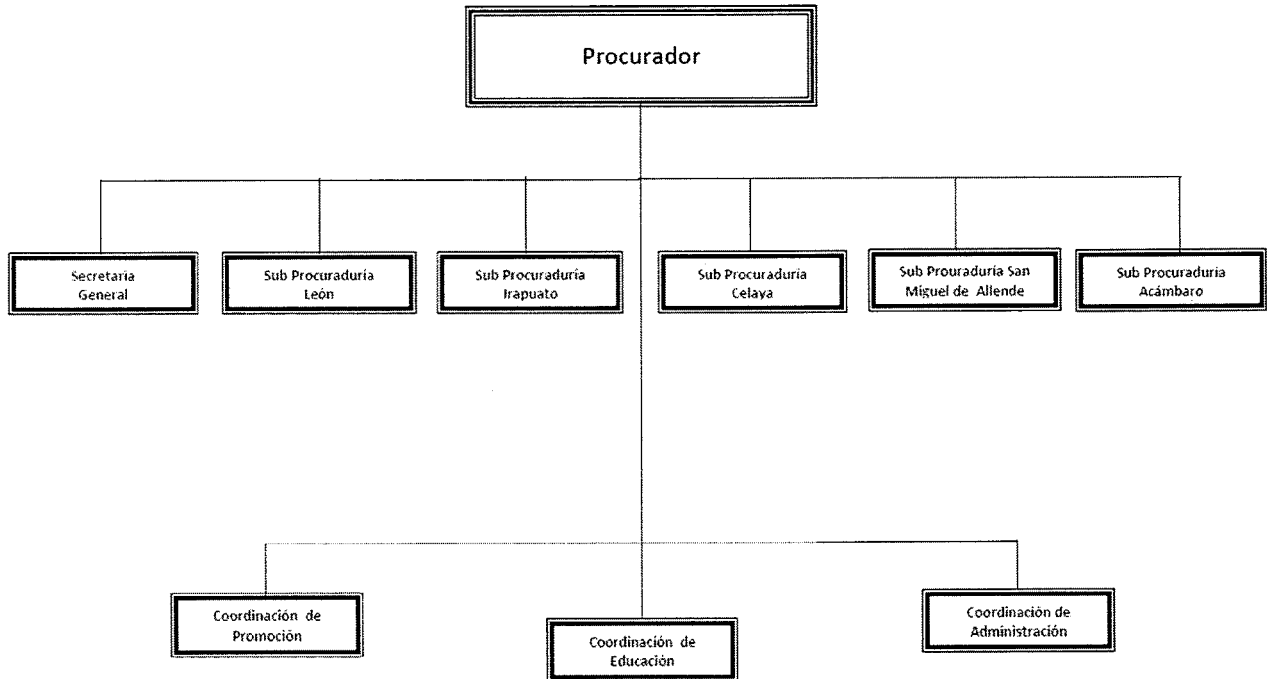 Procurador
Secretaria
General
Sub Procuraduría
León
Sub Procuraduría
Irapuato
Sub Procuraduría
Celaya
Sub Prouraduría San
Miguel de Allende
Sub Procuraduría
Acámbaro
Coordinación de
Promoción
Coordinación de
Educación
Coordinación de
Administración